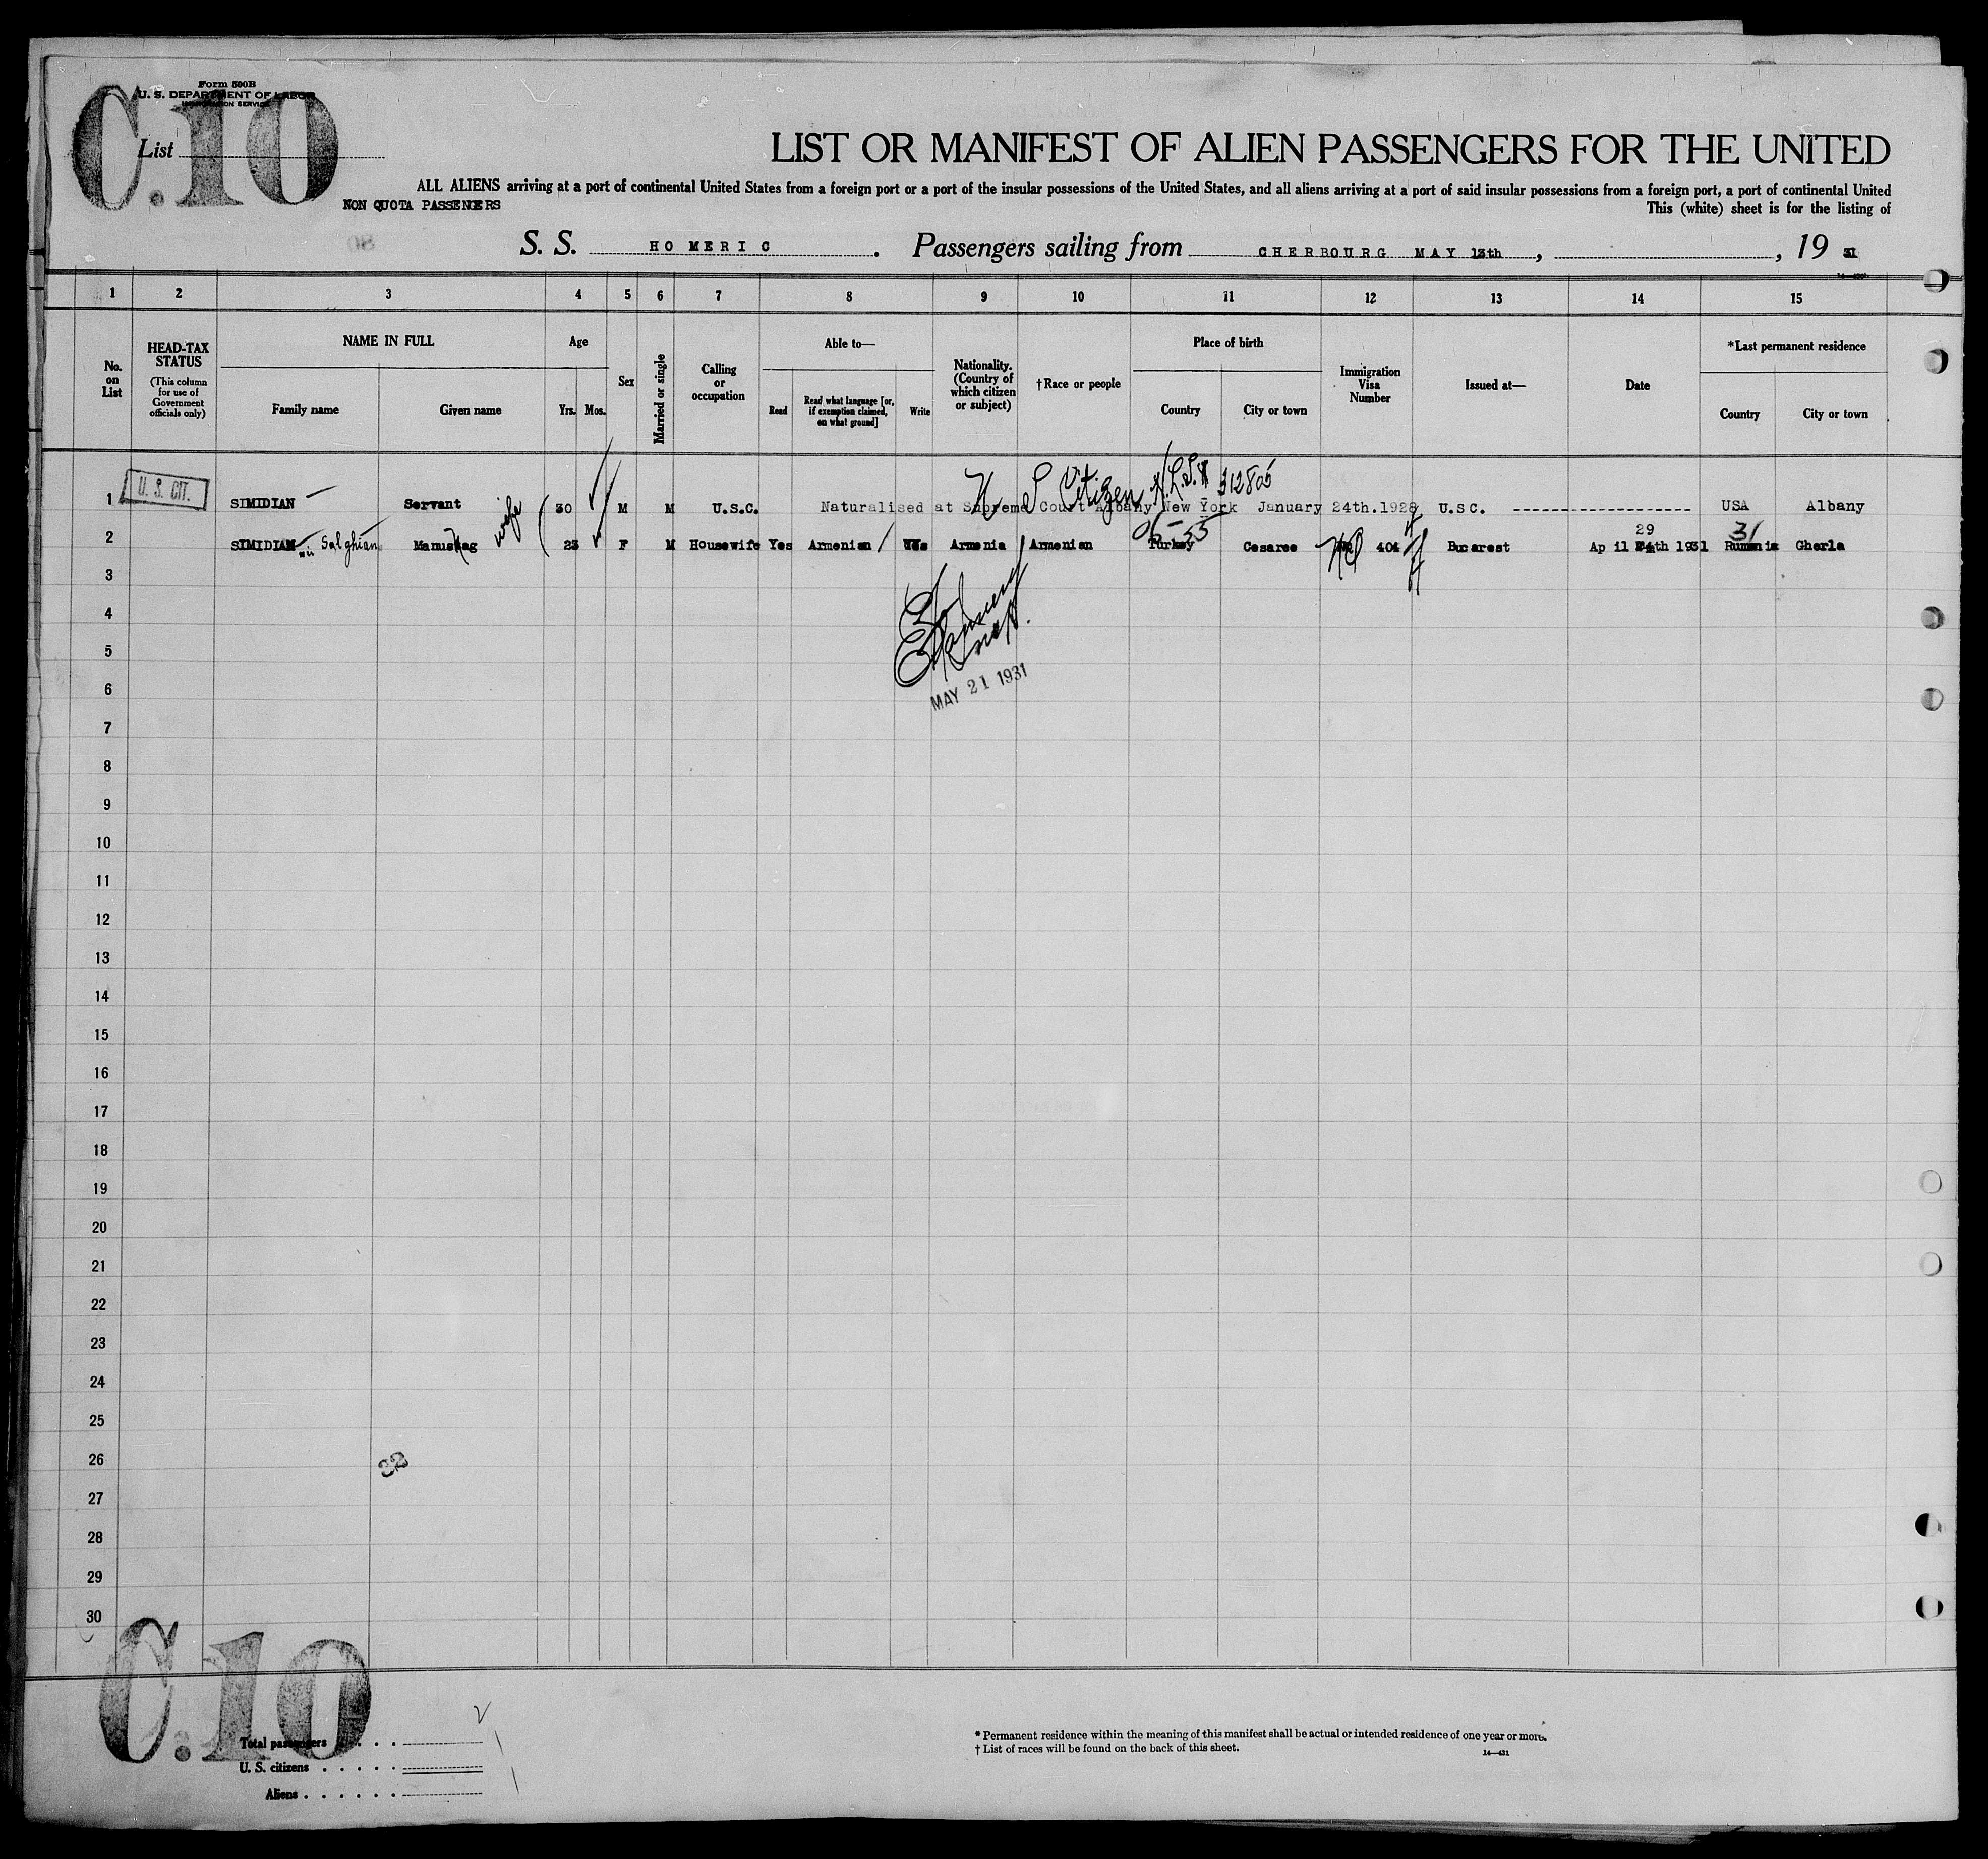 Form 500B
U. S. DEPARTMENT OF LABOR
IMMIGRATION SERVICE
C.10
List
LIST OR MANIFEST OF ALIEN PASSENGERS FOR THE UNITED
ALL ALIENS arriving at a port of continental United States from a foreign port or a port of the insular possessions of the United States, and all aliens arriving at a port of said insular possessions from a foreign port, a port of continental United
NON QUOTA PASSENGERS
This (white) sheet is for the listing of
S. S. HOMERIC. Passengers sailing from CHERBOURG MAY 13th, , 19 31
1 2 3 4 5 6 7 8 9 10 11 12 13 14 15
No. on List
HEAD-TAX STATUS
(This column for use of Government officials only)
NAME IN FULL
Family name Given name
Age
Yrs. Mos.
Sex
Married or single
Calling or occupation
Able to—
Read Read what language [or, if exemption claimed, on what ground] Write
Nationality. (Country of which citizen or subject)
†Race or people
Place of birth
Country City or town
Immigration Visa Number
Issued at—
Date
*Last permanent residence
Country City or town
U. S. Citizen 312805
1 U. S. CIT. SIMIDIAN Servant 30 M M U.S.C. Naturalised at Supreme Court Albany New York January 24th.1928 U.S.C. USA Albany
wife
29
2 SIMIDIAN Salghian Manushag 23 F M Housewife Yes Armenian Yes Armenia Armenian Turkey Cesaree 404 Bucarest Ap il 24th 1931 Rumania Gherla
31
3
4
5
6
MAY 21 1931
7
8
9
10
11
12
13
14
15
16
17
18
19
20
21
22
23
24
25
26
32
27
28
29
30
C.10
Total passengers
U. S. citizens
Aliens
* Permanent residence within the meaning of this manifest shall be actual or intended residence of one year or more.
† List of races will be found on the back of this sheet.
14—431